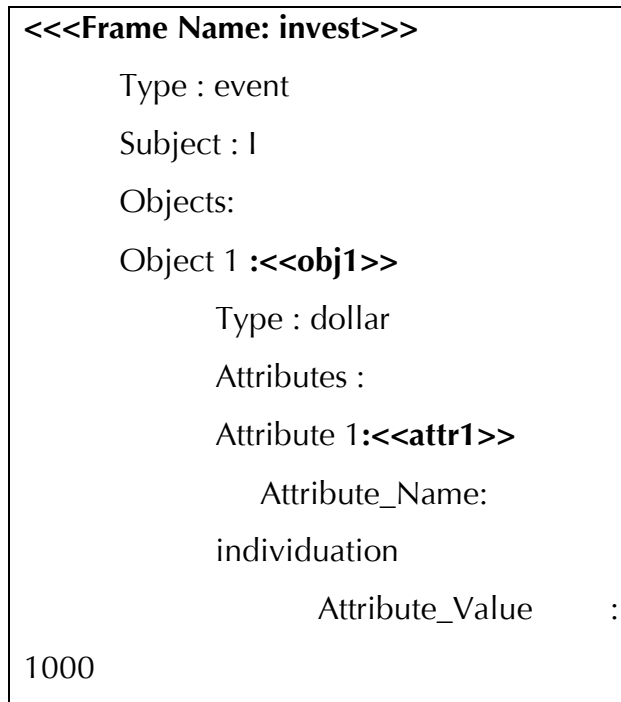 <<<Frame Name: invest>>>
Type : event
Subject : I
Objects:
Object 1 :<<obj1>>
Type : dollar
Attributes :
Attribute 1:<<attr1>>
Attribute_Name:
individuation
Attribute_Value :
1000